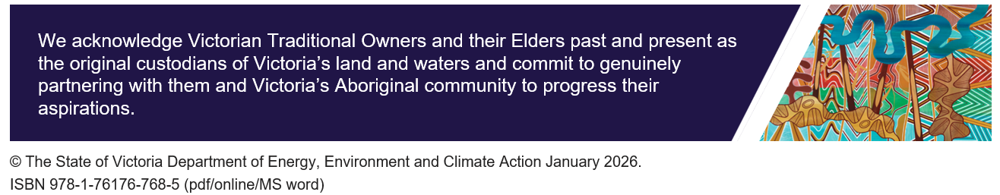 We acknowledge Victorian Traditional Owners and their Elders past and present as
the original custodians of Victoria’s land and waters and commit to genuinely
partnering with them and Victoria’s Aboriginal community to progress their
aspirations.
© The State of Victoria Department of Energy, Environment and Climate Action January 2026.
ISBN 978-1-76176-768-5 (pdf/online/MS word)